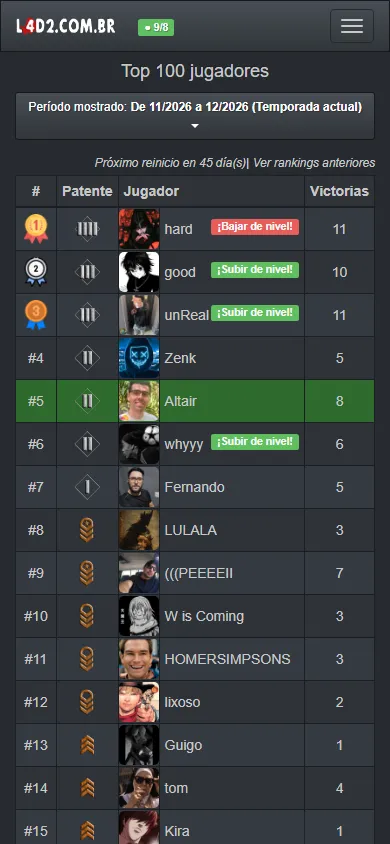 L4D2.COM.BR
● 9/8
Top 100 jugadores
Período mostrado: De 11/2026 a 12/2026 (Temporada actual)
Próximo reinicio en 45 día(s)| Ver rankings anteriores
# Patente Jugador Victorias
1 hard ¡Bajar de nivel! 11
2 good ¡Subir de nivel! 10
3 unReal ¡Subir de nivel! 11
#4 Zenk 5
#5 Altair 8
#6 whyyy ¡Subir de nivel! 6
#7 Fernando 5
#8 LULALA 3
#9 (((PEEEEII 7
#10 W is Coming 3
#11 HOMERSIMPSONS 3
#12 lixoso 2
#13 Guigo 1
#14 tom 4
#15 Kira 1